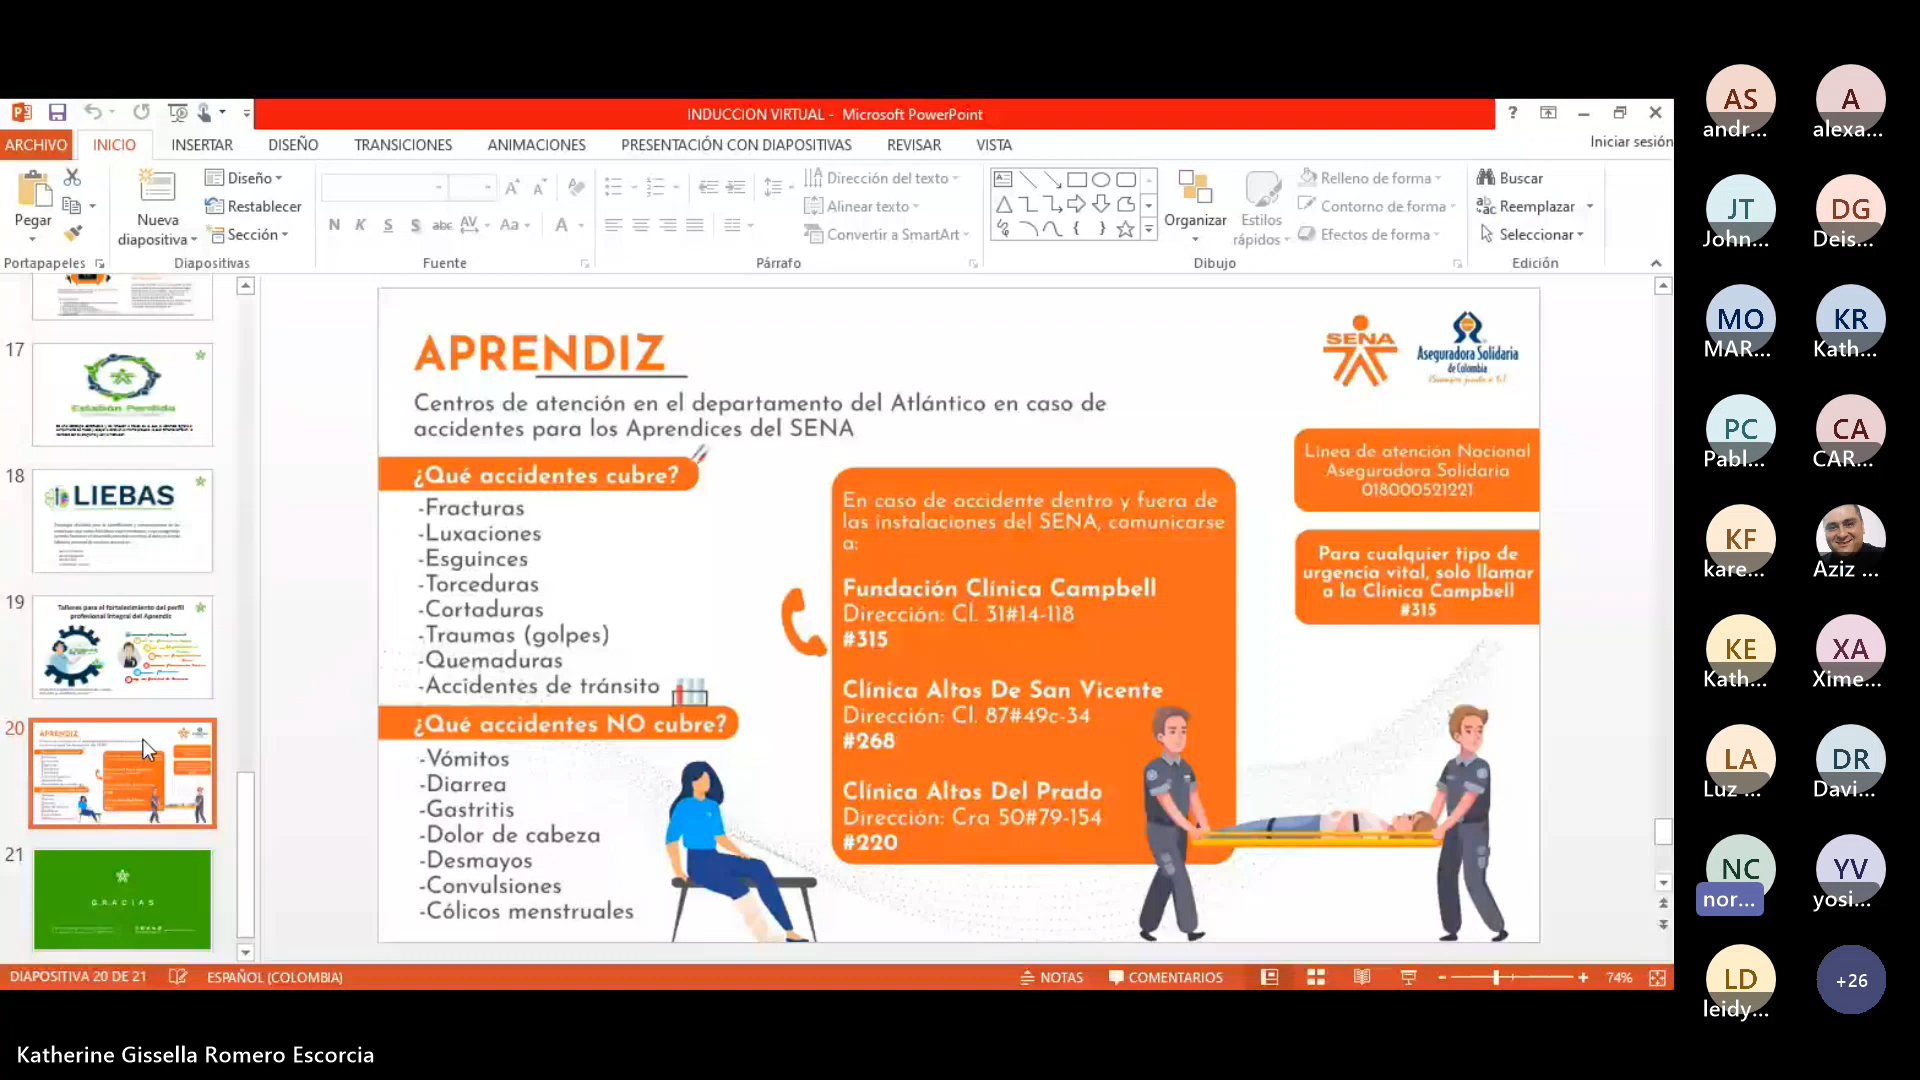 INDUCCION VIRTUAL - Microsoft PowerPoint
ARCHIVO
INICIO
INSERTAR
DISEÑO
TRANSICIONES
ANIMACIONES
PRESENTACIÓN CON DIAPOSITIVAS
REVISAR
VISTA
Iniciar sesión
Pegar
Portapapeles
Nueva
diapositiva
Diseño
Restablecer
Sección
Diapositivas
Fuente
Dirección del texto
Alinear texto
Convertir a SmartArt
Párrafo
Organizar
Estilos
rápidos
Relleno de forma
Contorno de forma
Efectos de forma
Dibujo
Buscar
Reemplazar
Seleccionar
Edición
17
18
LIEBAS
19
Talleres para el fortalecimiento del perfil
profesional Integral del Aprendiz
20
21
GRACIAS
APRENDIZ
Centros de atención en el departamento del Atlántico en caso de
accidentes para los Aprendices del SENA
SENA
Aseguradora Solidaria
de Colombia
¿Qué accidentes cubre?
-Fracturas
-Luxaciones
-Esguinces
-Torceduras
-Cortaduras
-Traumas (golpes)
-Quemaduras
-Accidentes de tránsito
¿Qué accidentes NO cubre?
-Vómitos
-Diarrea
-Gastritis
-Dolor de cabeza
-Desmayos
-Convulsiones
-Cólicos menstruales
En caso de accidente dentro y fuera de
las instalaciones del SENA, comunicarse
a:
Fundación Clínica Campbell
Dirección: Cl. 31#14-118
#315
Clínica Altos De San Vicente
Dirección: Cl. 87#49c-34
#268
Clínica Altos Del Prado
Dirección: Cra 50#79-154
#220
Linea de atención Nacional
Aseguradora Solidaria
018000521221
Para cualquier tipo de
urgencia vital, solo llamar
a la Clínica Campbell
#315
DIAPOSITIVA 20 DE 21
ESPAÑOL (COLOMBIA)
NOTAS
COMENTARIOS
74%
Katherine Gissella Romero Escorcia
AS
andr...
A
alexa...
JT
John...
DG
Deis...
MO
MAR...
KR
Kath...
PC
Pabl...
CA
CAR...
KF
kare...
Aziz ...
KE
Kath...
XA
Xime...
LA
Luz ...
DR
Davi...
NC
nor...
YV
yosi...
LD
leidy...
+26